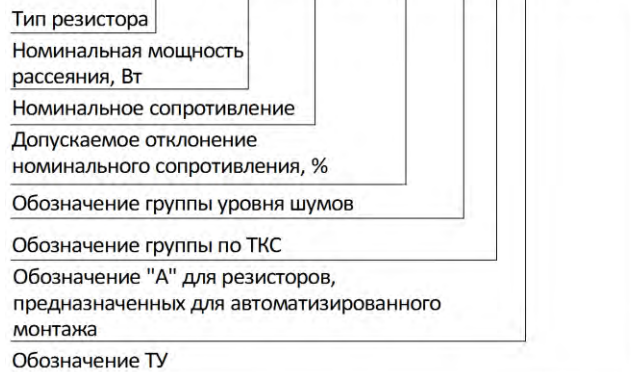 Тип резистора
Номинальная мощность
рассеяния, Вт
Номинальное сопротивление
Допускаемое отклонение
номинального сопротивления, %
Обозначение группы уровня шумов
Обозначение группы по ТКС
Обозначение "А" для резисторов,
предназначенных для автоматизированного
монтажа
Обозначение ТУ